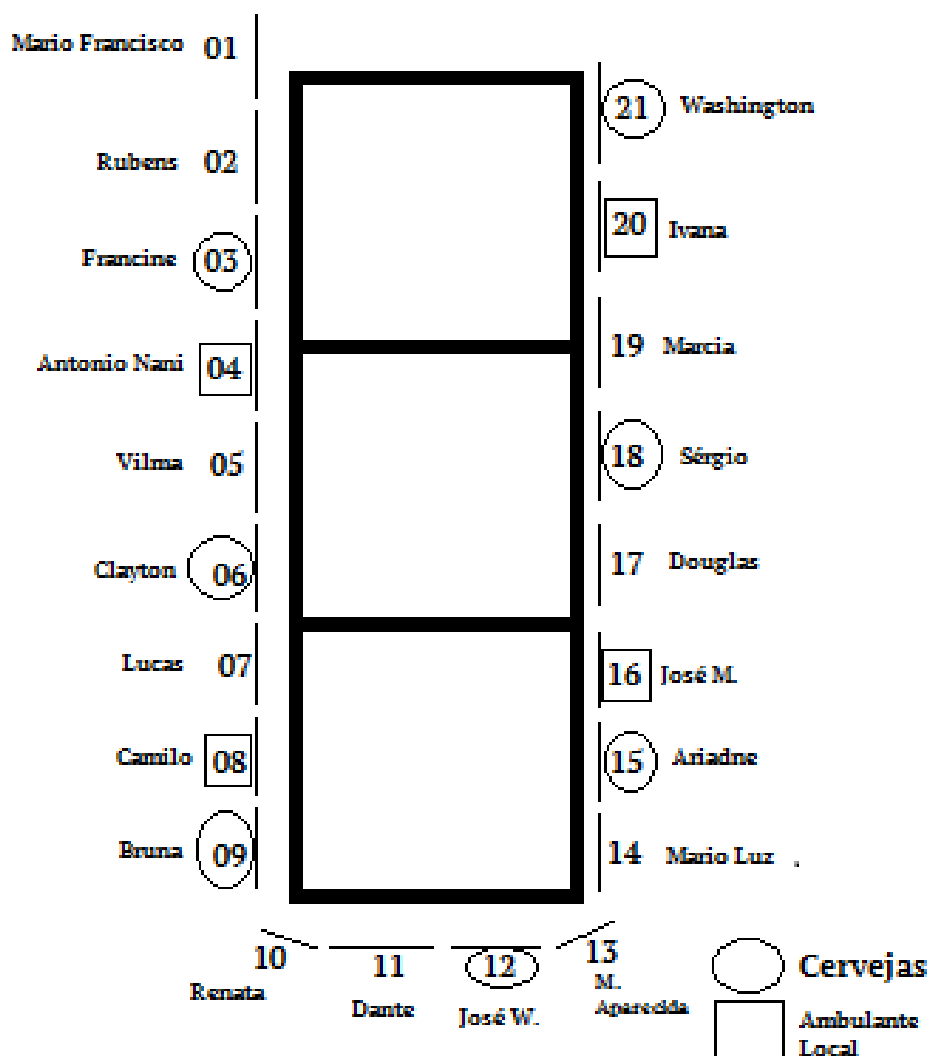 Mario Francisco 01
Rubens 02
Francine 03
Antonio Nani 04
Vilma 05
Clayton 06
Lucas 07
Camilo 08
Bruna 09
10
Renata
11
Dante
12
José W.
13
M.
Aparecida
14 Mario Luz .
15 Ariadne
16 José M.
17 Douglas
18 Sérgio
19 Marcia
20 Ivana
21 Washington
Cervejas
Ambulante
Local